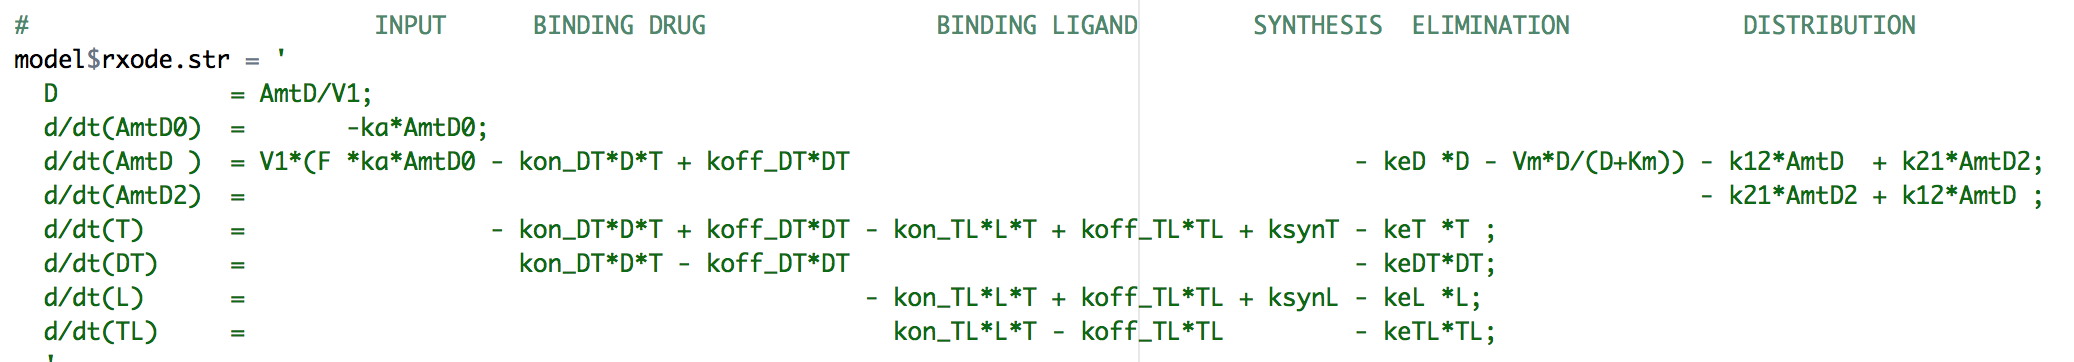 #                        INPUT      BINDING DRUG                BINDING LIGAND        SYNTHESIS  ELIMINATION            DISTRIBUTION
model$rxode.str = '
  D            = AmtD/V1;
  d/dt(AmtD0)  =       -ka*AmtD0;
  d/dt(AmtD )  = V1*(F *ka*AmtD0 - kon_DT*D*T + koff_DT*DT                                   - keD *D - Vm*D/(D+Km)) - k12*AmtD  + k21*AmtD2;
  d/dt(AmtD2)  =                                                                                                     - k21*AmtD2 + k12*AmtD ;
  d/dt(T)      =                 - kon_DT*D*T + koff_DT*DT - kon_TL*L*T + koff_TL*TL + ksynT - keT *T ;
  d/dt(DT)     =                   kon_DT*D*T - koff_DT*DT                                   - keDT*DT;
  d/dt(L)      =                                           - kon_TL*L*T + koff_TL*TL + ksynL - keL *L;
  d/dt(TL)     =                                             kon_TL*L*T - koff_TL*TL         - keTL*TL;
  '